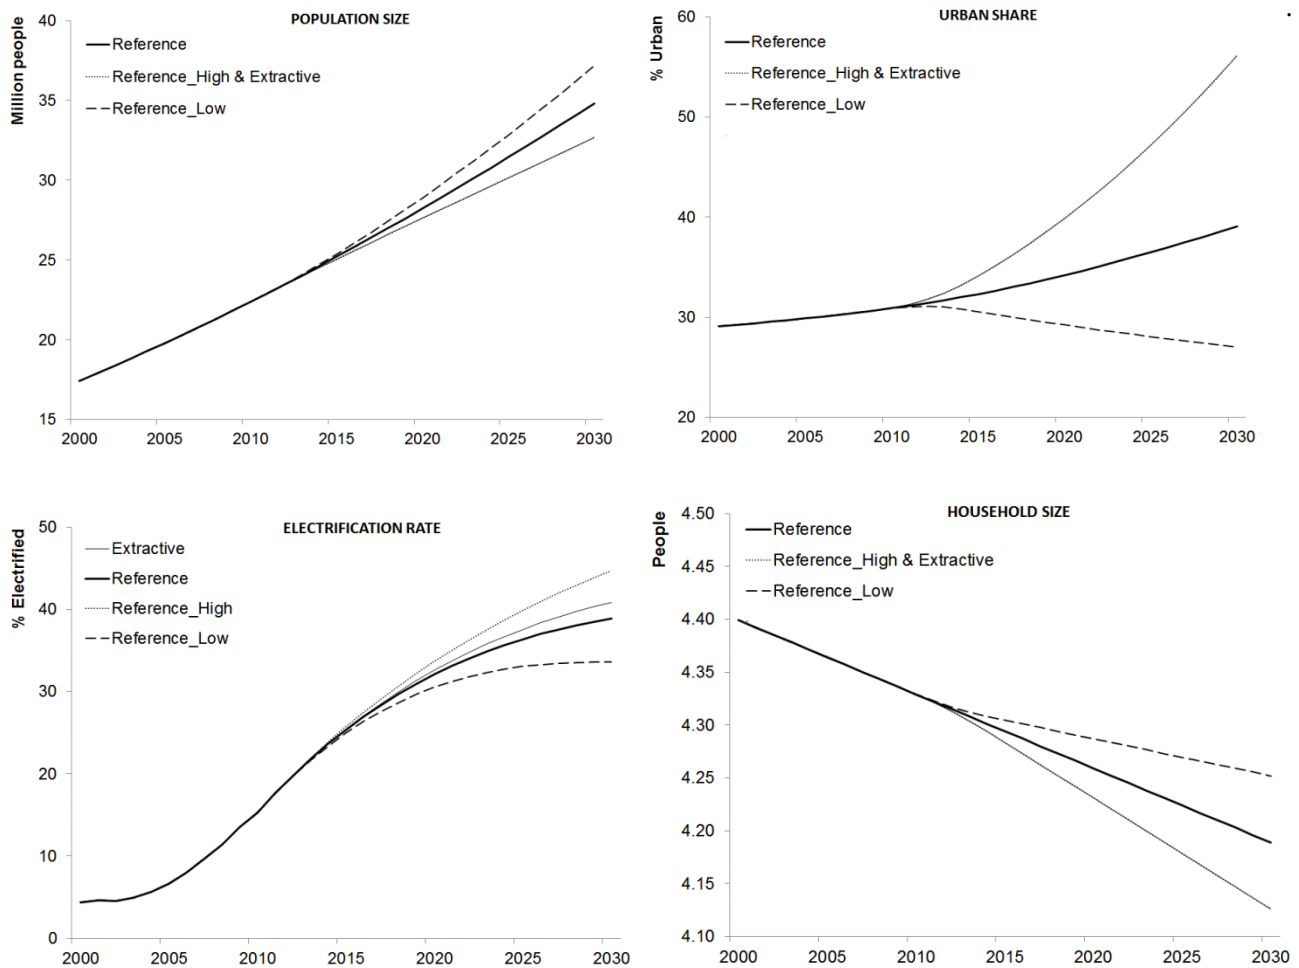 POPULATION SIZE
Million people
40
35
30
25
20
15
Reference
Reference_High & Extractive
Reference_Low
2000 2005 2010 2015 2020 2025 2030
URBAN SHARE
% Urban
60
50
40
30
20
Reference
Reference_High & Extractive
Reference_Low
2000 2005 2010 2015 2020 2025 2030
ELECTRIFICATION RATE
% Electrified
50
40
30
20
10
0
Extractive
Reference
Reference_High
Reference_Low
2000 2005 2010 2015 2020 2025 2030
HOUSEHOLD SIZE
People
4.50
4.45
4.40
4.35
4.30
4.25
4.20
4.15
4.10
Reference
Reference_High & Extractive
Reference_Low
2000 2005 2010 2015 2020 2025 2030